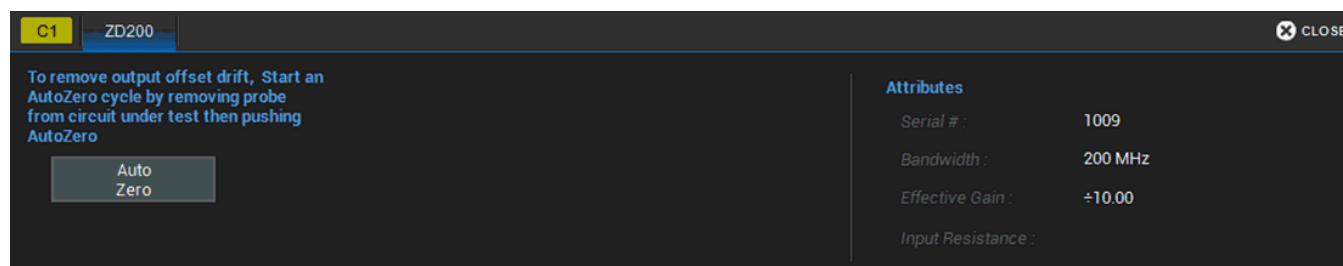 C1
ZD200
CLOSE
To remove output offset drift, Start an
AutoZero cycle by removing probe
from circuit under test then pushing
AutoZero
Auto
Zero
Attributes
Serial # : 1009
Bandwidth : 200 MHz
Effective Gain : ÷10.00
Input Resistance :